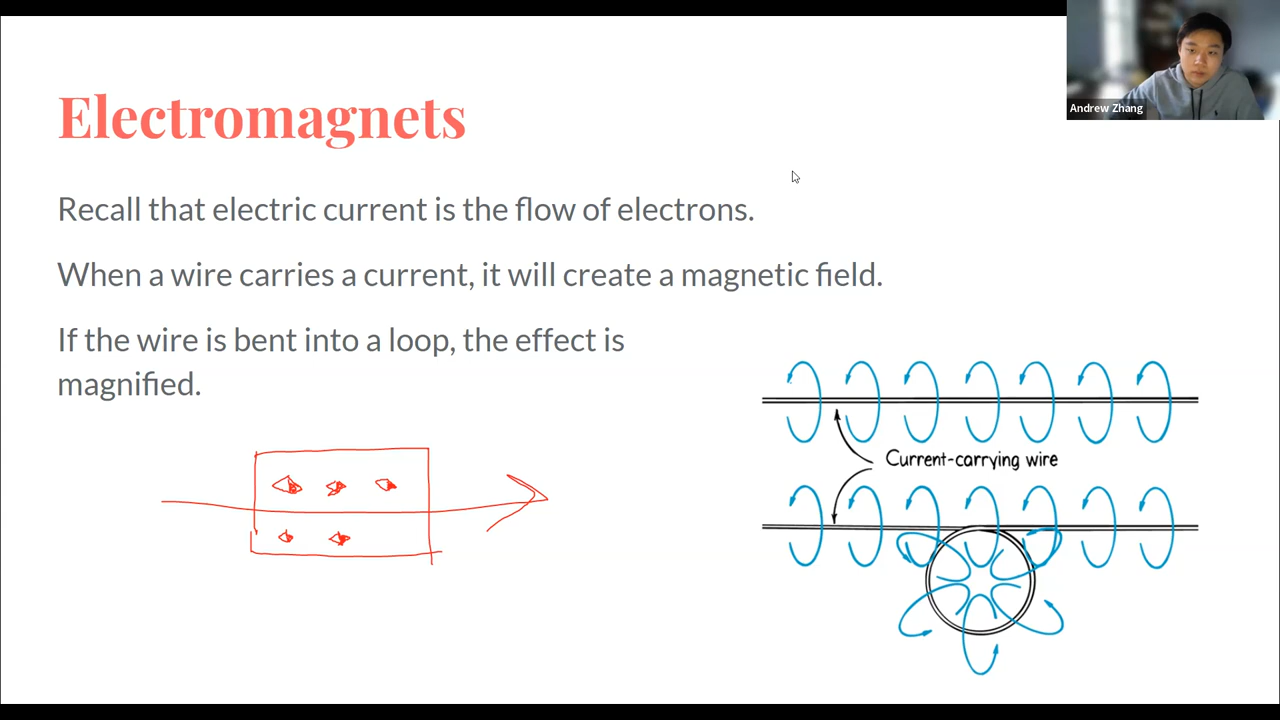 Electromagnets
Andrew Zhang
Recall that electric current is the flow of electrons.
When a wire carries a current, it will create a magnetic field.
If the wire is bent into a loop, the effect is
magnified.
Current-carrying wire